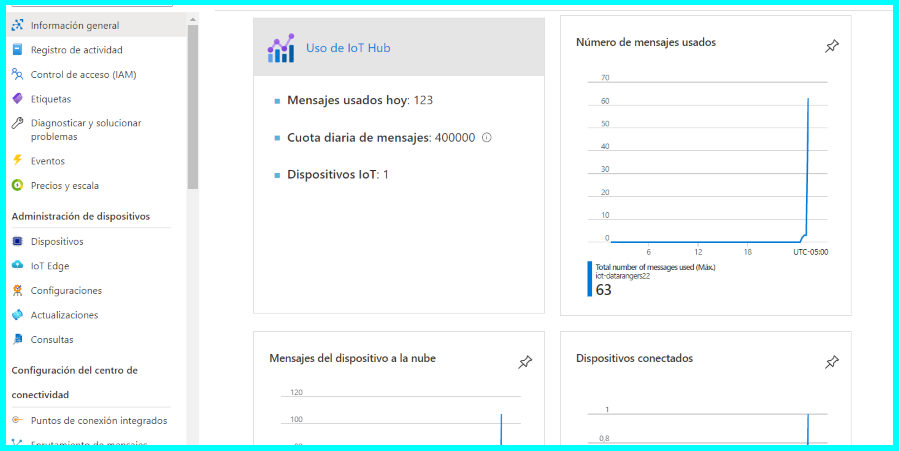 Información general
Registro de actividad
Control de acceso (IAM)
Etiquetas
Diagnosticar y solucionar
problemas
Eventos
Precios y escala
Administración de dispositivos
Dispositivos
IoT Edge
Configuraciones
Actualizaciones
Consultas
Configuración del centro de
conectividad
Puntos de conexión integrados
Enrutamiento de mensajes
Uso de IoT Hub
Mensajes usados hoy: 123
Cuota diaria de mensajes: 400000
Dispositivos IoT: 1
Número de mensajes usados
70
60
50
40
30
20
10
0
6 12 18 UTC-05:00
Total number of messages used (Máx.)
iot-datarangers22
63
Mensajes del dispositivo a la nube
120
100
80
Dispositivos conectados
1
0,8